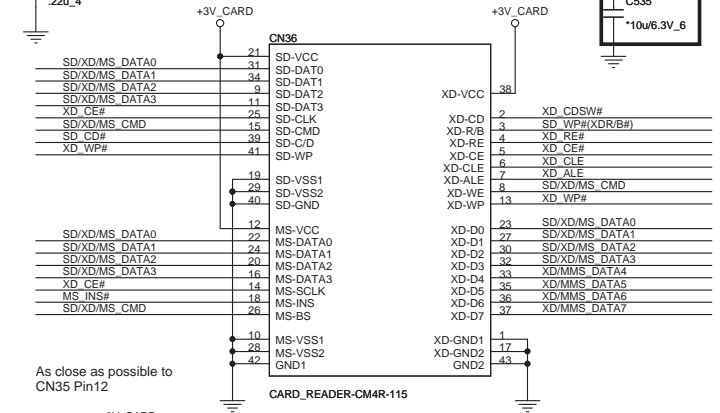 .22u_4
+3V_CARD
+3V_CARD
C535
*10u/6.3V_6
CN36
21 SD-VCC
SD/XD/MS_DATA0 31 SD-DAT0
SD/XD/MS_DATA1 34 SD-DAT1
SD/XD/MS_DATA2 9 SD-DAT2
SD/XD/MS_DATA3 11 SD-DAT3
XD_CE# 25 SD-CLK
SD/XD/MS_CMD 15 SD-CMD
SD_CD# 39 SD-C/D
XD_WP# 41 SD-WP
19 SD-VSS1
29 SD-VSS2
40 SD-GND
12 MS-VCC
SD/XD/MS_DATA0 22 MS-DATA0
SD/XD/MS_DATA1 24 MS-DATA1
SD/XD/MS_DATA2 20 MS-DATA2
SD/XD/MS_DATA3 16 MS-DATA3
XD_CE# 14 MS-SCLK
MS_INS# 18 MS-INS
SD/XD/MS_CMD 26 MS-BS
10 MS-VSS1
28 MS-VSS2
42 GND1
XD-VCC 38
XD-CD 2 XD_CDSW#
XD-R/B 3 SD_WP#(XDR/B#)
XD-RE 4 XD_RE#
XD-CE 5 XD_CE#
XD-CLE 6 XD_CLE
XD-ALE 7 XD_ALE
XD-WE 8 SD/XD/MS_CMD
XD-WP 13 XD_WP#
XD-D0 23 SD/XD/MS_DATA0
XD-D1 27 SD/XD/MS_DATA1
XD-D2 30 SD/XD/MS_DATA2
XD-D3 32 SD/XD/MS_DATA3
XD-D4 33 XD/MMS_DATA4
XD-D5 35 XD/MMS_DATA5
XD-D6 36 XD/MMS_DATA6
XD-D7 37 XD/MMS_DATA7
XD-GND1 1
XD-GND2 17
GND2 43
CARD_READER-CM4R-115
As close as possible to
CN35 Pin12